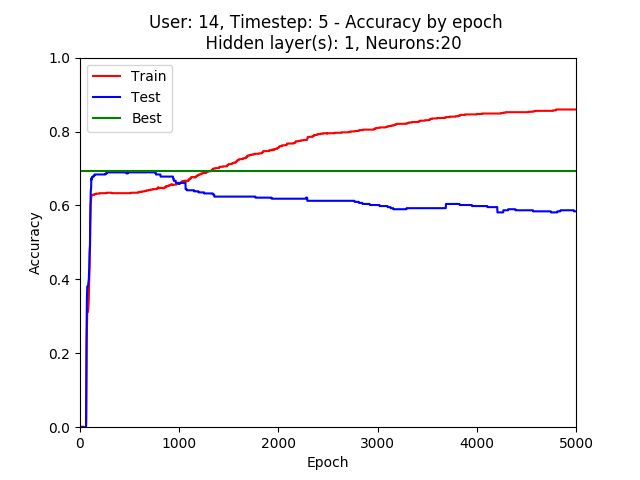 User: 14, Timestep: 5 - Accuracy by epoch
Hidden layer(s): 1, Neurons:20
Train
Test
Best
1.0
0.8
0.6
0.4
0.2
0.0
Accuracy
0
1000
2000
3000
4000
5000
Epoch